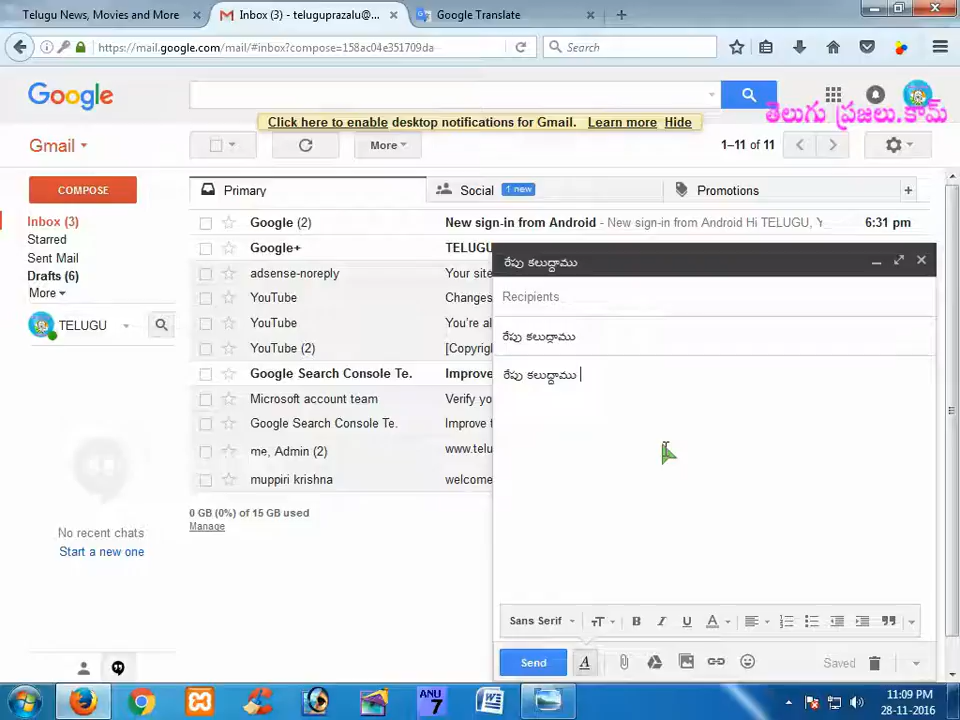 Telugu News, Movies and More
Inbox (3) - teluguprazalu@...
Google Translate
https://mail.google.com/mail/#inbox?compose=158ac04e351709da
Search
Google
తెలుగు ప్రజలు.కామ్
Click here to enable desktop notifications for Gmail. Learn more Hide
Gmail
More
1–11 of 11
COMPOSE
Primary
Social 1 new
Promotions
Inbox (3)
Starred
Sent Mail
Drafts (6)
More
TELUGU
Google (2) New sign-in from Android - New sign-in from Android Hi TELUGU, Y 6:31 pm
Google+ TELUGU
adsense-noreply Your site
YouTube Changes
YouTube You're al
YouTube (2) [Copyrig
Google Search Console Te. Improve
Microsoft account team Verify yo
Google Search Console Te. Improve t
me, Admin (2) www.telu
muppiri krishna welcome
0 GB (0%) of 15 GB used
Manage
No recent chats
Start a new one
రేపు కలుద్దాము
Recipients
రేపు కలుద్దాము
రేపు కలుద్దాము
Sans Serif
Send
Saved
ANU
7
11:09 PM
28-11-2016